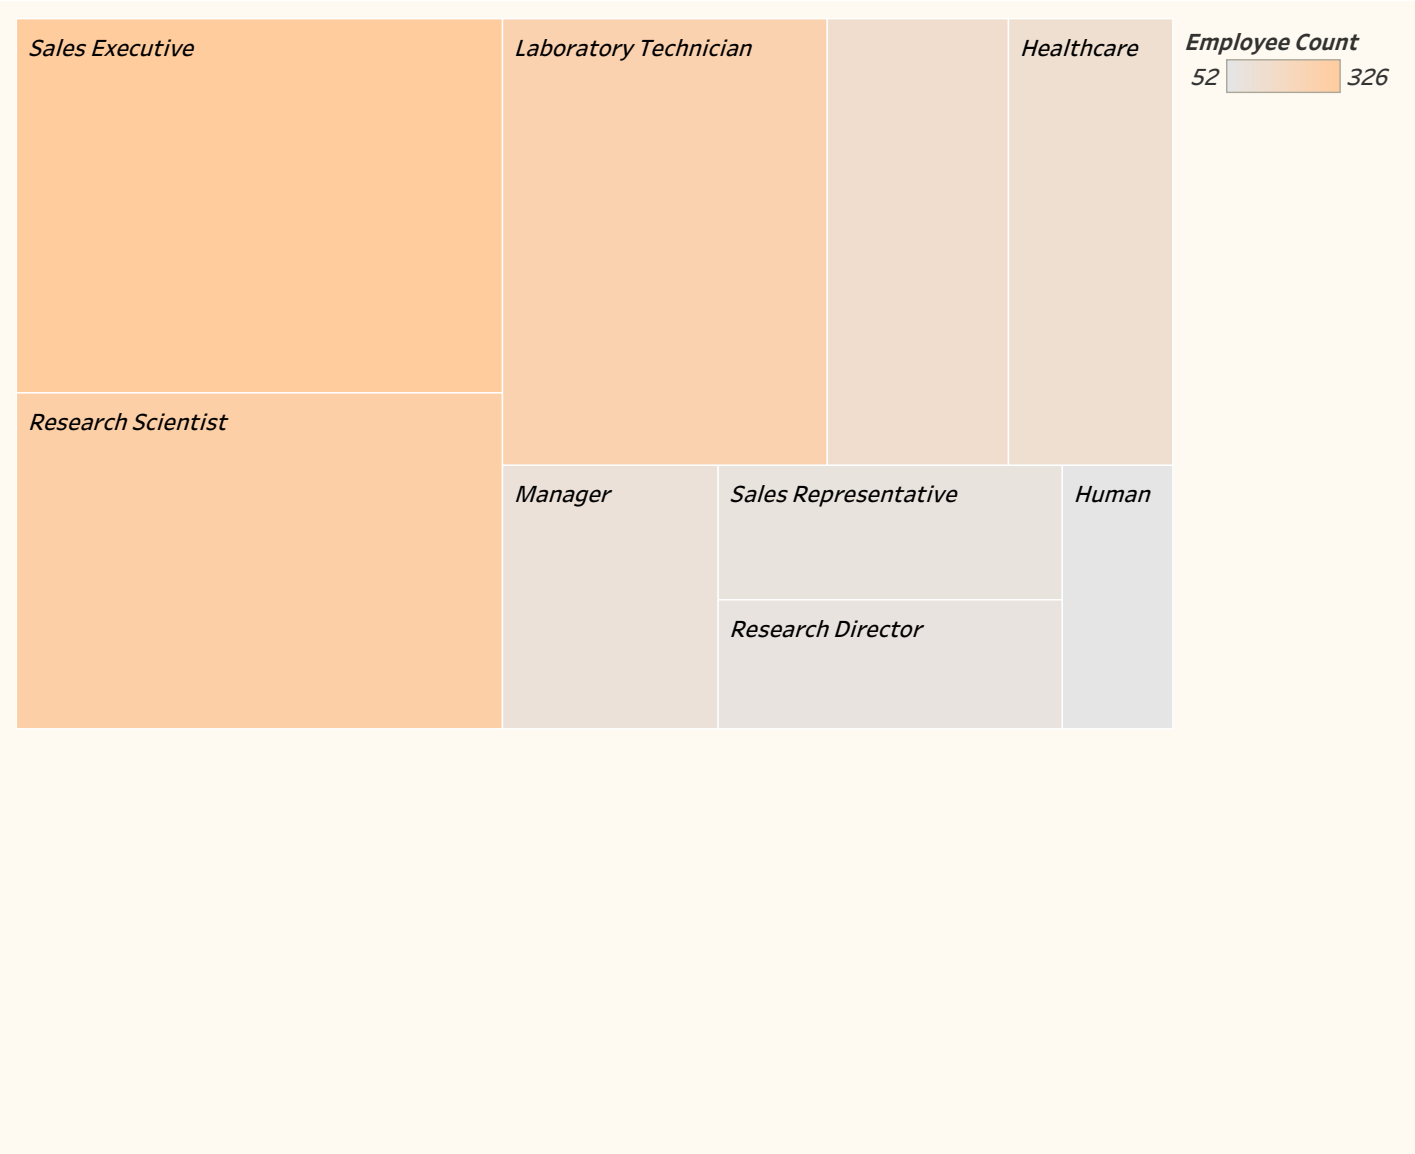 Sales Executive
Laboratory Technician
Healthcare
Employee Count
52 326
Research Scientist
Manager
Sales Representative
Human
Research Director